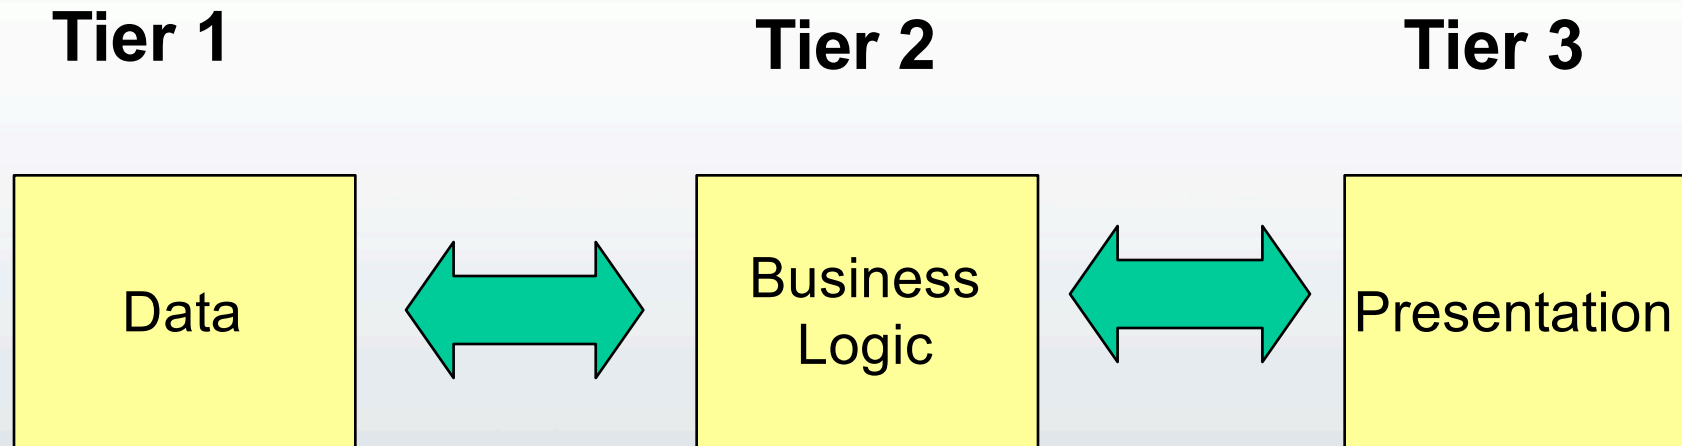 Tier 1
Tier 2
Tier 3
Data
Business
Logic
Presentation